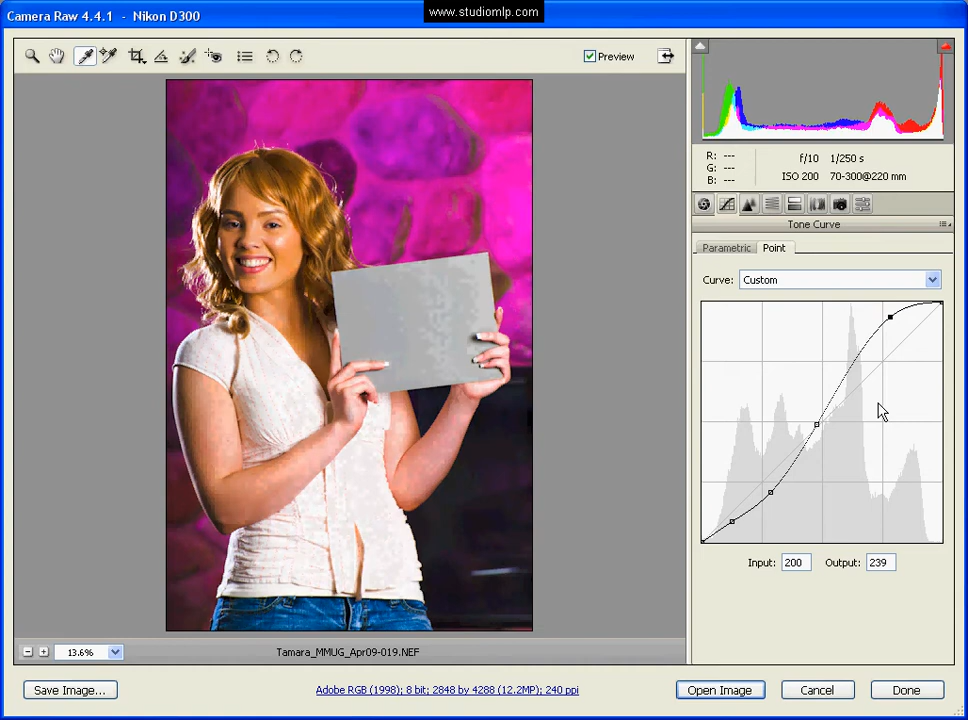 Camera Raw 4.4.1 - Nikon D300
www.studiomlp.com
Preview
R: ---
G: ---
B: ---
f/10 1/250 s
ISO 200 70-300@220 mm
Tone Curve
Parametric Point
Curve: Custom
Input: 200 Output: 239
13.6%
Tamara_MMUG_Apr09-019.NEF
Save Image...
Adobe RGB (1998); 8 bit; 2848 by 4288 (12.2MP); 240 ppi
Open Image
Cancel
Done